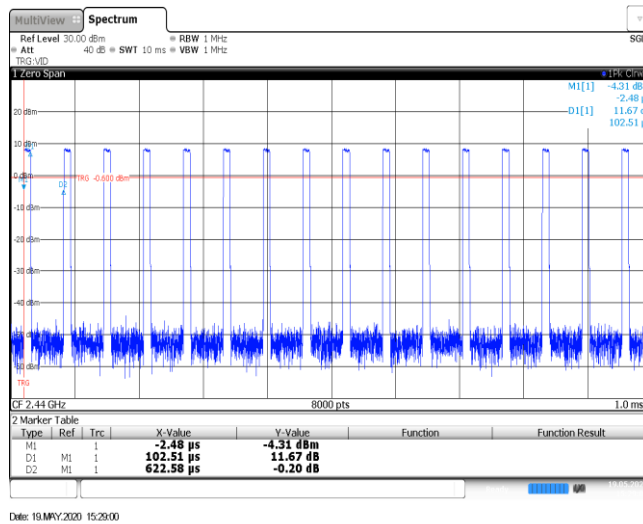 MultiView Spectrum
Ref Level 30.00 dBm RBW 1 MHz SGL
Att 40 dB SWT 10 ms VBW 1 MHz
TRG:VID
1 Zero Span 1Pk Clrw
M1[1] -4.31 dB
-2.48 µs
D1[1] 11.67 d
102.51 µs
20 dBm
10 dBm
0 dBm
M1
D2
TRG -0.600 dBm
-10 dBm
-20 dBm
-30 dBm
-40 dBm
TRG
CF 2.44 GHz 8000 pts 1.0 ms
2 Marker Table
Type Ref Trc X-Value Y-Value Function Function Result
M1 1 -2.48 µs -4.31 dBm
D1 M1 1 102.51 µs 11.67 dB
D2 M1 1 622.58 µs -0.20 dB
Date: 19.MAY.2020 15:29:00